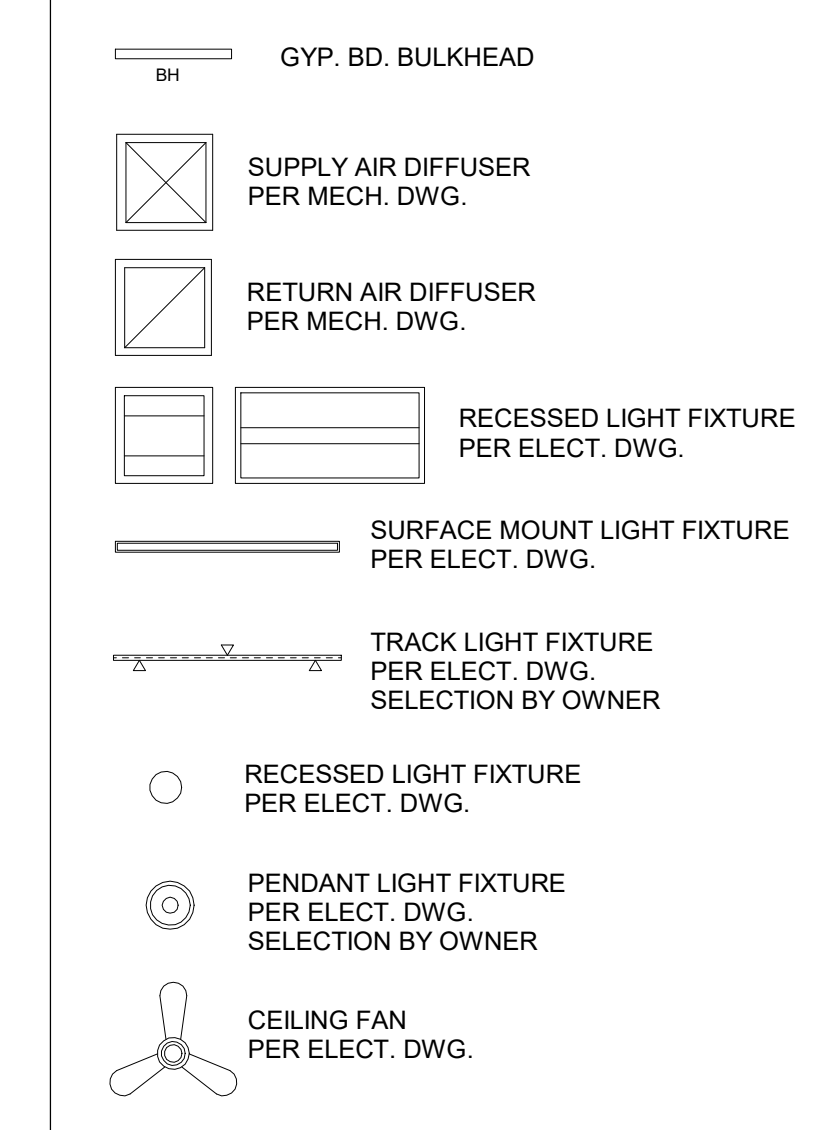 GYP. BD. BULKHEAD
BH
SUPPLY AIR DIFFUSER
PER MECH. DWG.
RETURN AIR DIFFUSER
PER MECH. DWG.
RECESSED LIGHT FIXTURE
PER ELECT. DWG.
SURFACE MOUNT LIGHT FIXTURE
PER ELECT. DWG.
TRACK LIGHT FIXTURE
PER ELECT. DWG.
SELECTION BY OWNER
RECESSED LIGHT FIXTURE
PER ELECT. DWG.
PENDANT LIGHT FIXTURE
PER ELECT. DWG.
SELECTION BY OWNER
CEILING FAN
PER ELECT. DWG.